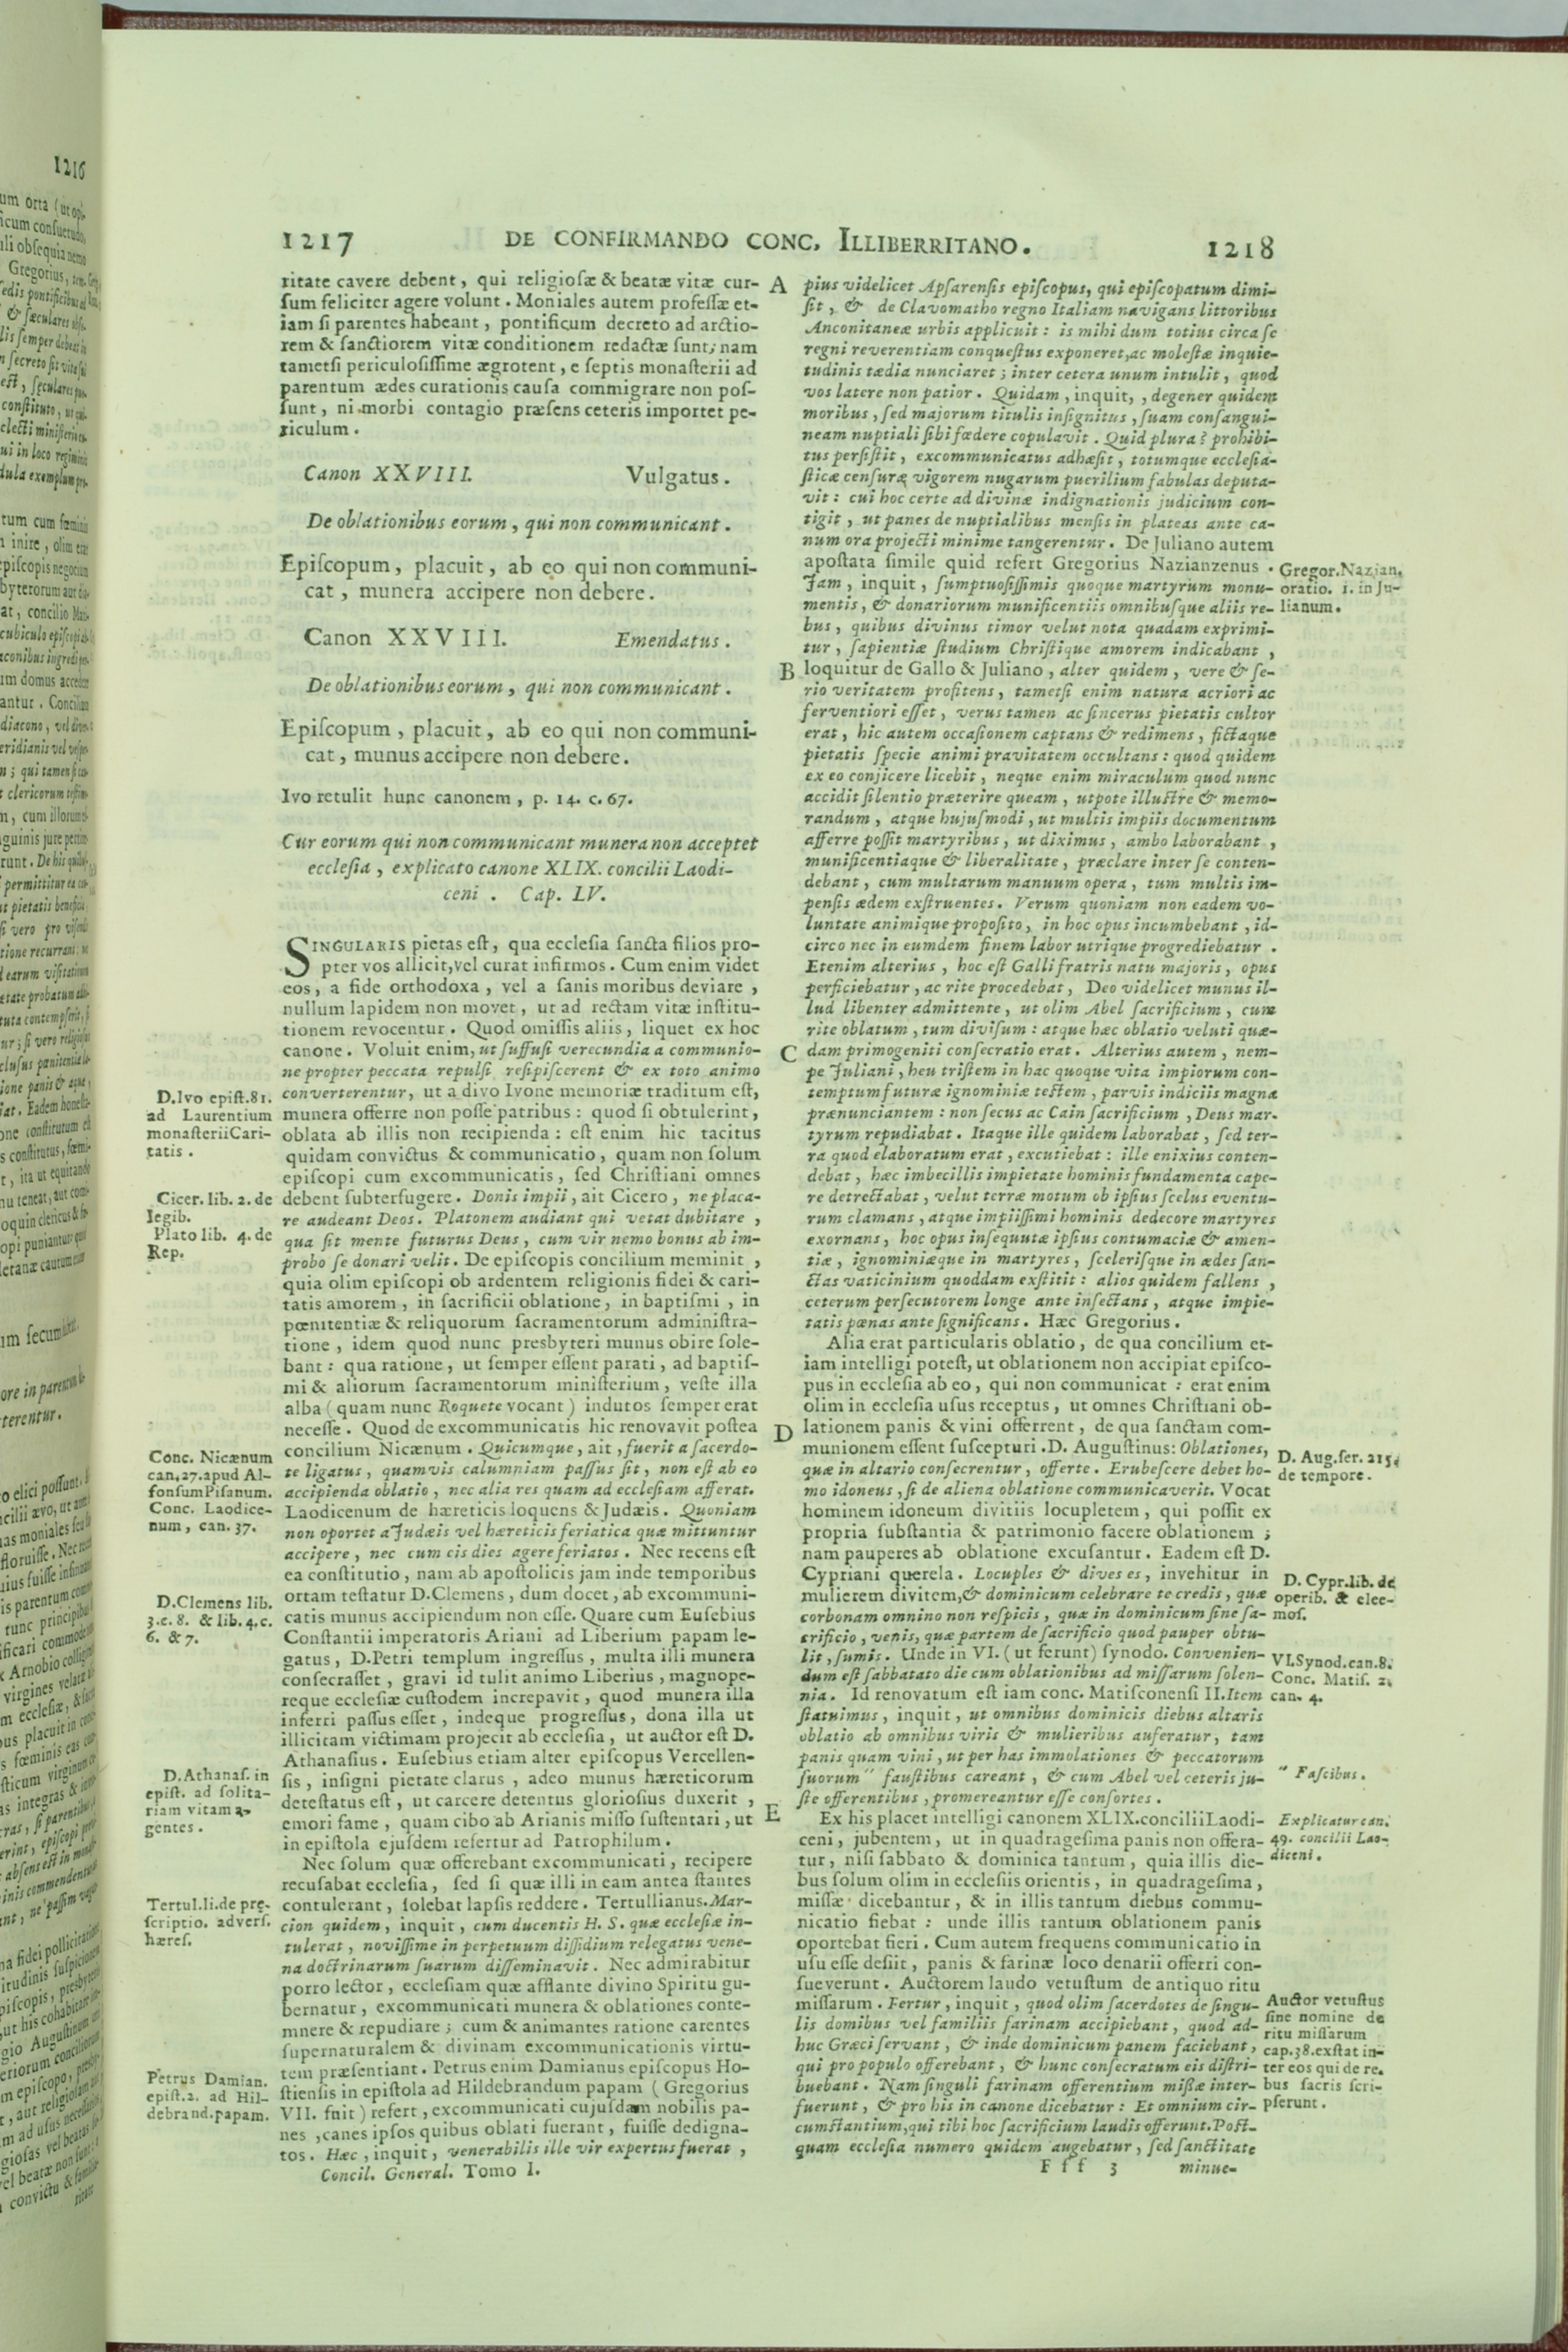 1216
1217
DE CONFIRMANDO CONC. ILLIBERRITANO.
1218
ritate cavere debent, qui religioſæ & beatæ vitæ cur-
ſum feliciter agere volunt. Moniales autem profeſſæ et-
iam ſi parentes habeant, pontificum decreto ad arctio-
rem & ſanctiorem vitæ conditionem redactæ ſunt; nam
tametſi periculoſiſſime ægrotent, e ſeptis monaſterii ad
parentum ædes curationis cauſa commigrare non poſ-
ſunt, ni morbi contagio præſens ceteris importet pe-
riculum.
Canon XXVIII. Vulgatus.
De oblationibus eorum, qui non communicant.
Epiſcopum, placuit, ab eo qui non communi-
cat, munera accipere non debere.
Canon XXVIII. Emendatus.
De oblationibus eorum, qui non communicant.
Epiſcopum, placuit, ab eo qui non communi-
cat, munus accipere non debere.
Ivo retulit hunc canonem, p. 14. c. 67.
Cur eorum qui non communicant munera non acceptet
eccleſia, explicato canone XLIX. concilii Laodi-
ceni. Cap. LV.
SINGULARIS pietas eſt, qua eccleſia ſancta filios pro-
pter vos allicit, vel curat infirmos. Cum enim videt
eos, a fide orthodoxa, vel a ſanis moribus deviare,
nullum lapidem non movet, ut ad rectam vitæ inſtitu-
tionem revocentur. Quod omiſſis aliis, liquet ex hoc
canone. Voluit enim, ut ſuffuſi verecundia a communio-
ne propter peccata repulſi reſipiſcerent & ex toto animo
converterentur, ut a divo Ivone memoriæ traditum eſt,
munera offerre non poſſe patribus: quod ſi obtulerint,
oblata ab illis non recipienda: eſt enim hic tacitus
quidam convictus & communicatio, quam non ſolum
epiſcopi cum excommunicatis, ſed Chriſtiani omnes
debent ſubterfugere. Donis impii, ait Cicero, ne placa-
re audeant Deos. Platonem audiant qui vetat dubitare,
qua ſit mente futurus Deus, cum vir nemo bonus ab im-
probo ſe donari velit. De epiſcopis concilium meminit,
quia olim epiſcopi ob ardentem religionis fidei & cari-
tatis amorem, in ſacrificii oblatione, in baptiſmi, in
pœnitentiæ & reliquorum ſacramentorum adminiſtra-
tione, idem quod nunc presbyteri munus obire ſole-
bant: qua ratione, ut ſemper eſſent parati, ad baptiſ-
mi & aliorum ſacramentorum miniſterium, veſte illa
alba (quam nunc Roquete vocant) indutos ſemper erat
neceſſe. Quod de excommunicatis hic renovavit poſtea
concilium Nicænum. Quicumque, ait, fuerit a ſacerdo-
te ligatus, quamvis calumniam paſſus ſit, non eſt ab eo
accipienda oblatio, nec alia res quam ad eccleſiam afferat.
Laodicenum de hæreticis loquens & Judæis. Quoniam
non oportet a Judæis vel hæreticis feriatica quæ mittuntur
accipere, nec cum eis dies agere feriatos. Nec recens eſt
ea conſtitutio, nam ab apoſtolicis jam inde temporibus
ortam teſtatur D. Clemens, dum docet, ab excommuni-
catis munus accipiendum non eſſe. Quare cum Euſebius
Conſtantii imperatoris Ariani ad Liberium papam le-
gatus, D. Petri templum ingreſſus, multa illi munera
conſecraſſet, gravi id tulit animo Liberius, magnope-
reque eccleſiæ cuſtodem increpavit, quod munera illa
inferri paſſus eſſet, indeque progreſſus, dona illa ut
illicitam victimam projecit ab eccleſia, ut auctor eſt D.
Athanaſius. Euſebius etiam alter epiſcopus Vercellen-
ſis, inſigni pietate clarus, adeo munus hæreticorum
deteſtatus eſt, ut carcere detentus glorioſius duxerit,
emori fame, quam cibo ab Arianis miſſo ſuſtentari, ut
in epiſtola ejuſdem refertur ad Patrophilum.
Nec ſolum quæ offerebant excommunicati, recipere
recuſabat eccleſia, ſed ſi quæ illi in eam antea ſtantes
contulerant, ſolebat lapſis reddere. Tertullianus. Mar-
cion quidem, inquit, cum ducentis H. S. quæ eccleſiæ in-
tulerat, noviſſime in perpetuum diſſidium relegatus vene-
na doctrinarum ſuarum diſſeminavit. Nec admirabitur
porro lector, eccleſiam quæ afflante divino Spiritu gu-
bernatur, excommunicati munera & oblationes conte-
mnere & repudiare; cum & animantes ratione carentes
ſupernaturalem & divinam excommunicationis virtu-
tem præſentiant. Petrus enim Damianus epiſcopus Ho-
ſtienſis in epiſtola ad Hildebrandum papam (Gregorius
VII. fuit) refert, excommunicati cujuſdam nobilis pa-
nes, canes ipſos quibus oblati fuerant, fuiſſe dedigna-
tos. Hæc, inquit, venerabilis ille vir expertus fuerat,
Concil. General. Tomo I.
D. Ivo epiſt. 81.
ad Laurentium
monaſterii Cari-
tatis.
Cicer. lib. 2. de
legib.
Plato lib. 4. de
Rep.
Conc. Nicænum
can. 27. apud Al-
fonſum Piſanum.
Conc. Laodice-
num, can. 37.
D. Clemens lib.
3. c. 8. & lib. 4. c.
6. & 7.
D. Athanaſ. in
epiſt. ad ſolita-
riam vitam a-
gentes.
Tertul. li. de pre-
ſcriptio. adverſ.
hæreſ.
Petrus Damian.
epiſt. 2. ad Hil-
debrand. papam.
A
B
C
D
E
pius videlicet Apſarenſis epiſcopus, qui epiſcopatum dimi-
ſit, & de Clavomatho regno Italiam navigans littoribus
Anconitaneæ urbis applicuit: is mihi dum totius circa ſe
regni reverentiam conqueſtus exponeret, ac moleſtæ inquie-
tudinis tædia nunciaret; inter cetera unum intulit, quod
vos latere non patior. Quidam, inquit, , degener quidem
moribus, ſed majorum titulis inſignitus, ſuam conſangui-
neam nuptiali ſibi fœdere copulavit. Quid plura? prohibi-
tus perſiſtit, excommunicatus adhæſit, totumque eccleſia-
ſticæ cenſuræ vigorem nugarum puerilium fabulas deputa-
vit: cui hoc certe ad divinæ indignationis judicium con-
tigit, ut panes de nuptialibus menſis in plateas ante ca-
num ora projecti minime tangerentur. De Juliano autem
apoſtata ſimile quid refert Gregorius Nazianzenus.
Jam, inquit, ſumptuoſiſſimis quoque martyrum monu-
mentis, & donariorum munificentiis omnibuſque aliis re-
bus, quibus divinus timor velut nota quadam exprimi-
tur, ſapientiæ ſtudium Chriſtique amorem indicabant,
loquitur de Gallo & Juliano, alter quidem, vere & ſe-
rio veritatem profitens, tametſi enim natura acriori ac
ferventiori eſſet, verus tamen ac ſincerus pietatis cultor
erat, hic autem occaſionem captans & redimens, fictaque
pietatis ſpecie animi pravitatem occultans: quod quidem
ex eo conjicere licebit, neque enim miraculum quod nunc
accidit ſilentio præterire queam, utpote illuſtre & memo-
randum, atque hujuſmodi, ut multis impiis documentum
afferre poſſit martyribus, ut diximus, ambo laborabant,
munificentiaque & liberalitate, præclare inter ſe conten-
debant, cum multarum manuum opera, tum multis im-
penſis ædem exſtruentes. Verum quoniam non eadem vo-
luntate animique propoſito, in hoc opus incumbebant, id-
circo nec in eumdem finem labor utrique progrediebatur.
Etenim alterius, hoc eſt Galli fratris natu majoris, opus
perficiebatur, ac rite procedebat, Deo videlicet munus il-
lud libenter admittente, ut olim Abel ſacrificium, cum
rite oblatum, tum diviſum: atque hæc oblatio veluti quæ-
dam primogeniti conſecratio erat. Alterius autem, nem-
pe Juliani, heu triſtem in hac quoque vita impiorum con-
temptum futuræ ignominiæ teſtem, parvis indiciis magna
prænunciantem: non ſecus ac Cain ſacrificium, Deus mar-
tyrum repudiabat. Itaque ille quidem laborabat, ſed ter-
ra quod elaboratum erat, excutiebat: ille enixius conten-
debat, hæc imbecillis impietate hominis fundamenta cape-
re detrectabat, velut terræ motum ob ipſius ſcelus eventu-
rum clamans, atque impiiſſimi hominis dedecore martyres
exornans, hoc opus inſequutæ ipſius contumaciæ & amen-
tiæ, ignominiæque in martyres, ſceleriſque in ædes ſan-
ctas vaticinium quoddam exſtitit: alios quidem fallens,
ceterum perſecutorem longe ante inſectans, atque impie-
tatis pœnas ante ſignificans. Hæc Gregorius.
Alia erat particularis oblatio, de qua concilium et-
iam intelligi poteſt, ut oblationem non accipiat epiſco-
pus in eccleſia ab eo, qui non communicat: erat enim
olim in eccleſia uſus receptus, ut omnes Chriſtiani ob-
lationem panis & vini offerrent, de qua ſanctam com-
munionem eſſent ſuſcepturi. D. Auguſtinus: Oblationes,
quæ in altario conſecrentur, offerte. Erubeſcere debet ho-
mo idoneus, ſi de aliena oblatione communicaverit. Vocat
hominem idoneum divitiis locupletem, qui poſſit ex
propria ſubſtantia & patrimonio facere oblationem;
nam pauperes ab oblatione excuſantur. Eadem eſt D.
Cypriani querela. Locuples & dives es, invehitur in
mulierem divitem, & dominicum celebrare te credis, quæ
corbonam omnino non reſpicis, quæ in dominicum ſine ſa-
crificio, venis, quæ partem de ſacrificio quod pauper obtu-
lit, ſumis. Unde in VI. (ut ferunt) ſynodo. Convenien-
dum eſt ſabbatato die cum oblationibus ad miſſarum ſolen-
nia. Id renovatum eſt iam conc. Matiſconenſi II. Item
ſtatuimus, inquit, ut omnibus dominicis diebus altaris
oblatio ab omnibus viris & mulieribus auferatur, tam
panis quam vini, ut per has immolationes & peccatorum
ſuorum " fauſtibus careant, & cum Abel vel ceteris ju-
ſte offerentibus, promereantur eſſe conſortes.
Ex his placet intelligi canonem XLIX. concilii Laodi-
ceni, jubentem, ut in quadrageſima panis non offera-
tur, niſi ſabbato & dominica tantum, quia illis die-
bus ſolum olim in eccleſiis orientis, in quadrageſima,
miſſæ dicebantur, & in illis tantum diebus commu-
nicatio fiebat: unde illis tantum oblationem panis
oportebat fieri. Cum autem frequens communicatio in
uſu eſſe deſiit, panis & farinæ loco denarii offerri con-
ſueverunt. Auctorem laudo vetuſtum de antiquo ritu
miſſarum. Fertur, inquit, quod olim ſacerdotes de ſingu-
lis domibus vel familiis farinam accipiebant, quod ad-
huc Græci ſervant, & inde dominicum panem faciebant,
qui pro populo offerebant, & hunc conſecratum eis diſtri-
buebant. Nam ſinguli farinam offerentium mißæ inter-
fuerunt, & pro his in canone dicebatur: Et omnium cir-
cumſtantium, qui tibi hoc ſacrificium laudis offerunt. Poſt-
quam eccleſia numero quidem augebatur, ſed ſanctitate
F f f 3 minue-
Gregor. Nazian.
oratio. 1. in Ju-
lianum.
D. Aug. ſer. 215.
de tempore.
D. Cypr. lib. de
operib. & elee-
moſ.
VI. Synod. can. 8.
Conc. Matiſ. 2.
can. 4.
" Faſcibus.
Explicatur can.
49. concilii Lao-
diceni.
Auctor vetuſtus
ſine nomine de
ritu miſſarum
cap. 38. exſtat in-
ter eos qui de re.
bus ſacris ſcri-
pſerunt.